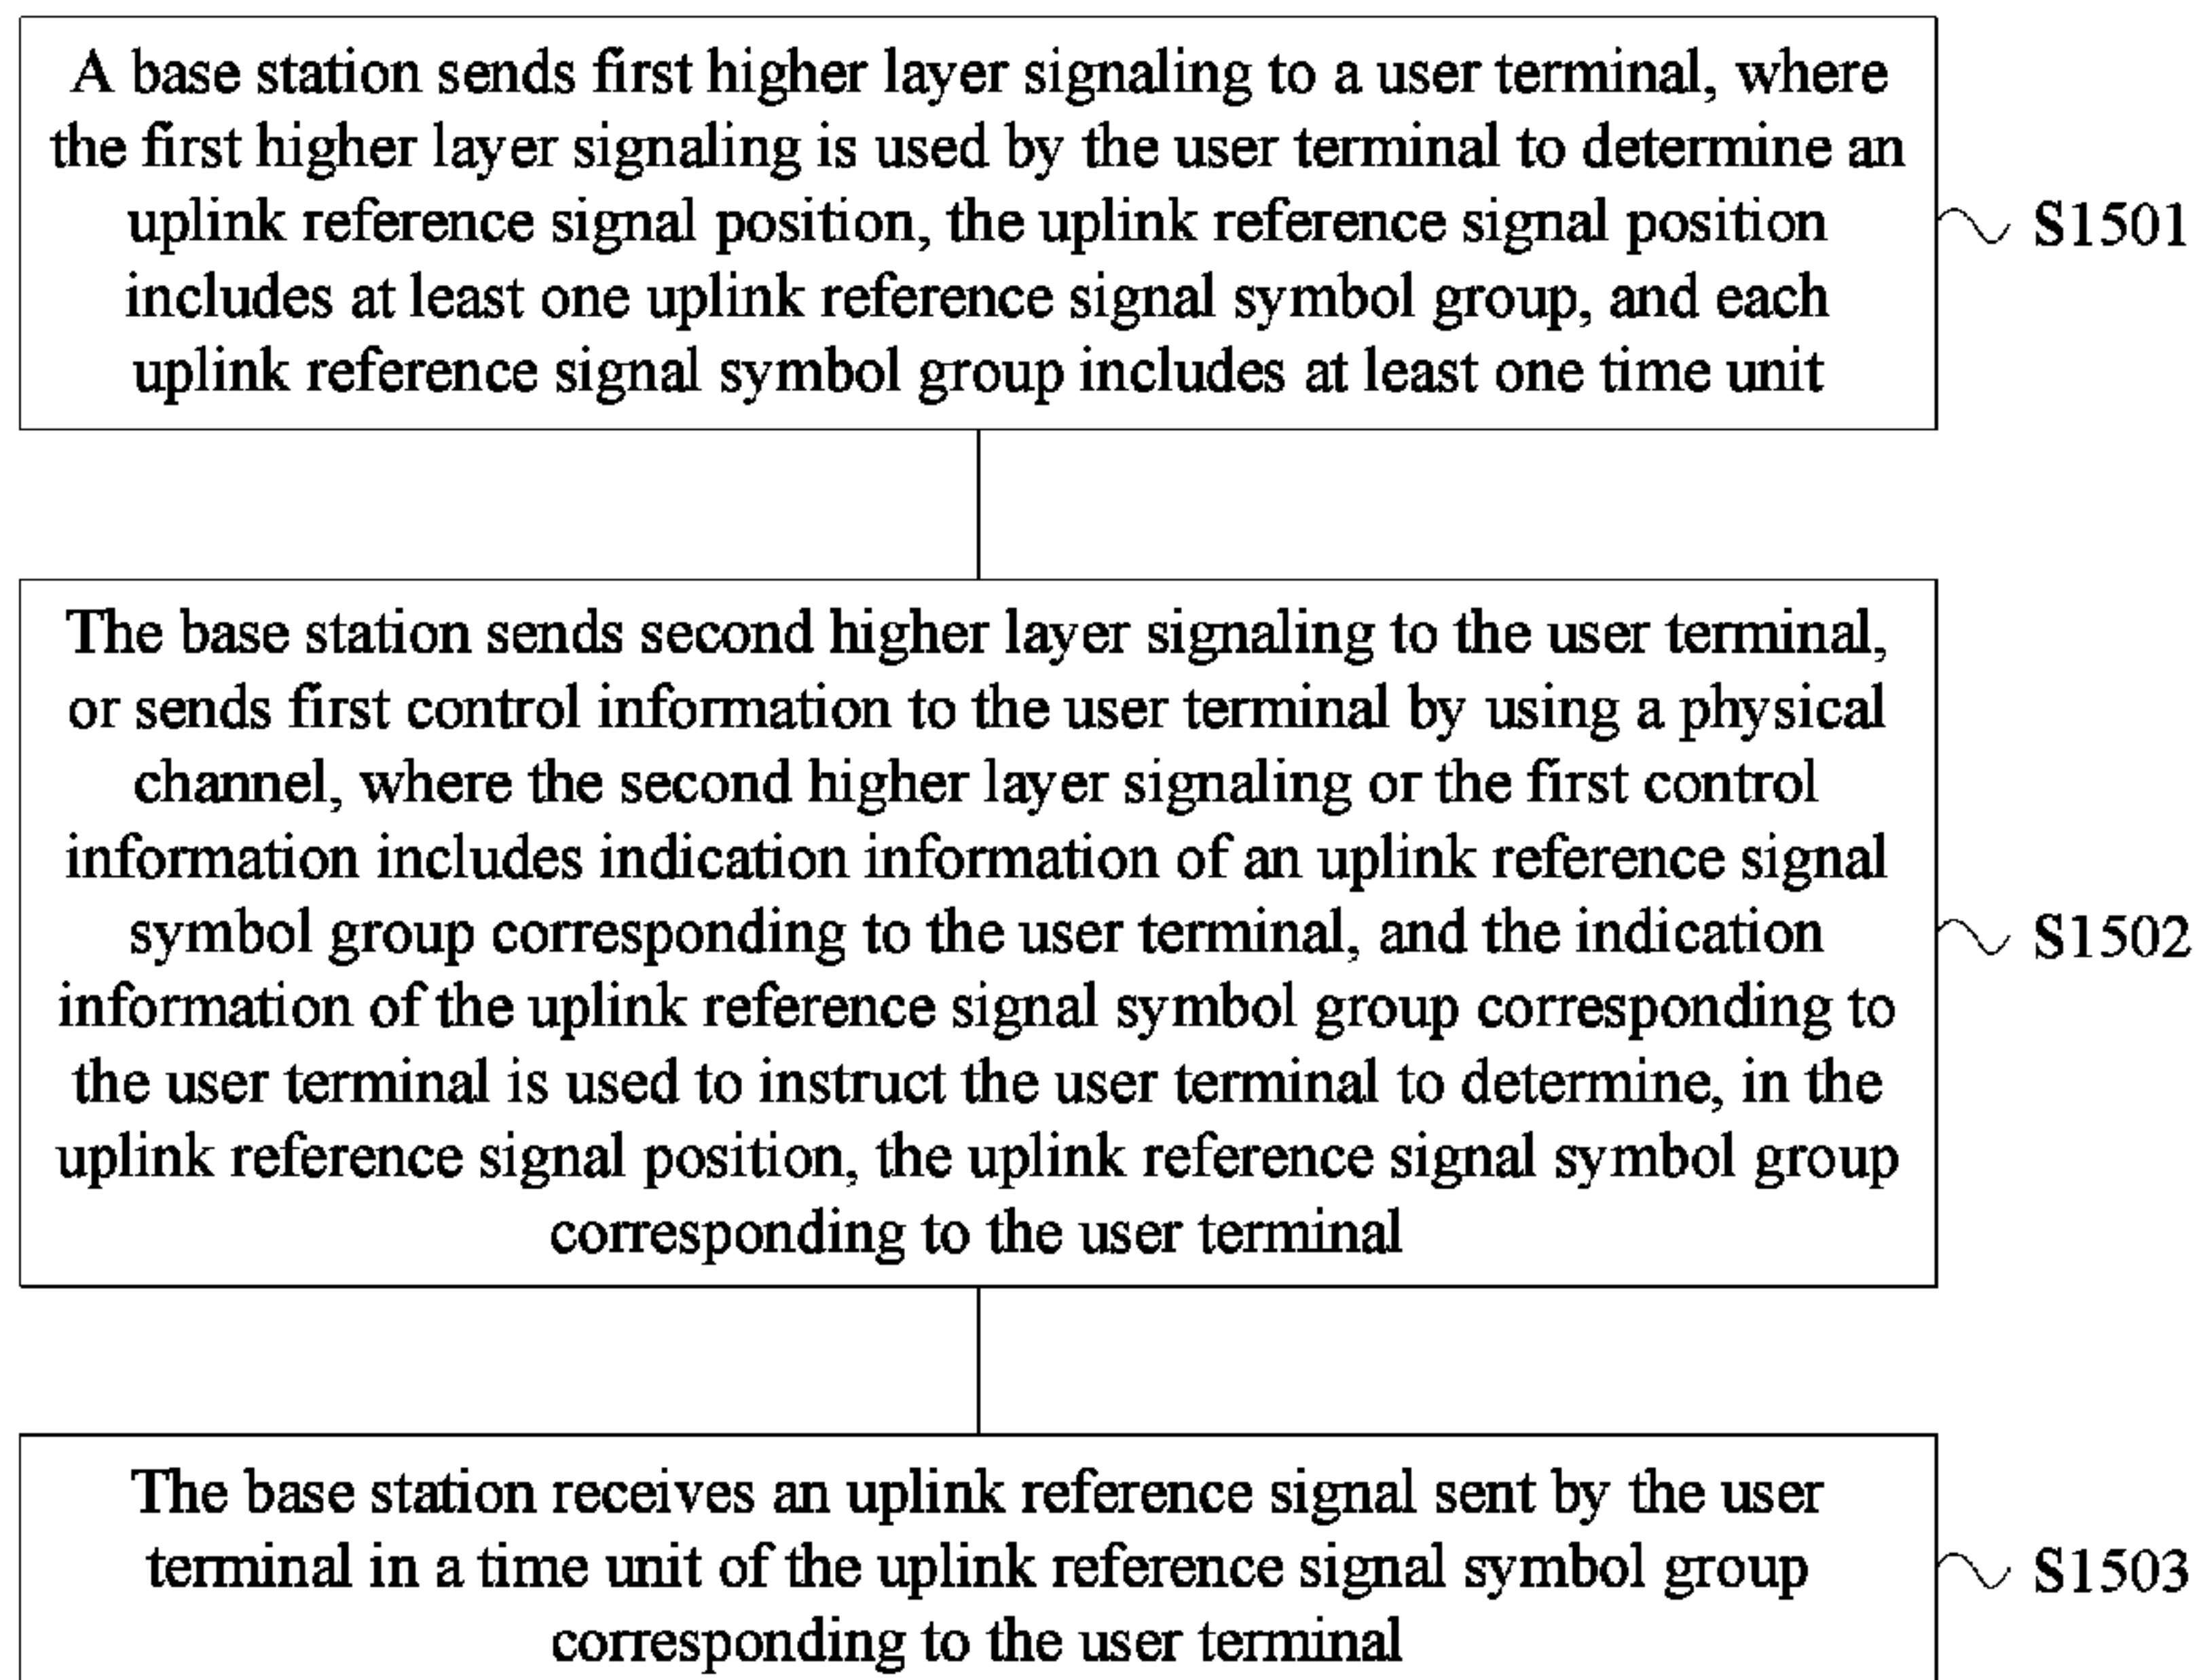 A base station sends first higher layer signaling to a user terminal, where
the first higher layer signaling is used by the user terminal to determine an
uplink reference signal position, the uplink reference signal position
includes at least one uplink reference signal symbol group, and each
uplink reference signal symbol group includes at least one time unit
S1501
The base station sends second higher layer signaling to the user terminal,
or sends first control information to the user terminal by using a physical
channel, where the second higher layer signaling or the first control
information includes indication information of an uplink reference signal
symbol group corresponding to the user terminal, and the indication
information of the uplink reference signal symbol group corresponding to
the user terminal is used to instruct the user terminal to determine, in the
uplink reference signal position, the uplink reference signal symbol group
corresponding to the user terminal
S1502
The base station receives an uplink reference signal sent by the user
terminal in a time unit of the uplink reference signal symbol group
corresponding to the user terminal
S1503